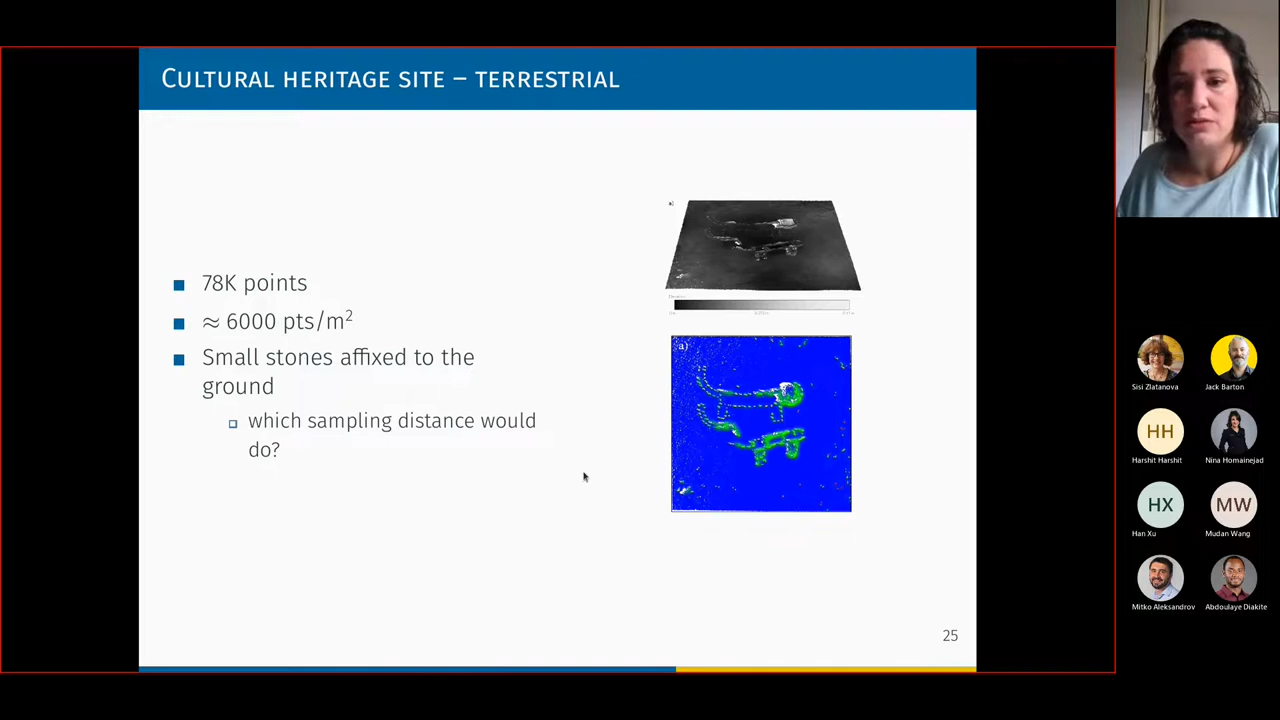 CULTURAL HERITAGE SITE – TERRESTRIAL
78K points
≈ 6000 pts/m²
Small stones affixed to the
ground
which sampling distance would
do?
a)
a)
25
Sisi Zlatanova
Jack Barton
HH
Harshit Harshit
Nina Homainejad
HX
Han Xu
MW
Mudan Wang
Mitko Aleksandrov
Abdoulaye Diakite